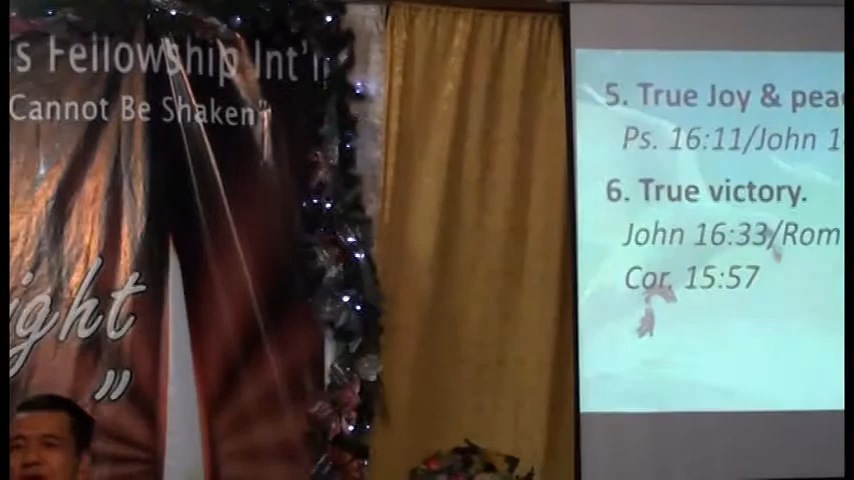 s Fellowship Int'l
"Cannot Be Shaken"
ight
"
5. True Joy & pea
Ps. 16:11/John 1
6. True victory.
John 16:33/Rom
Cor. 15:57